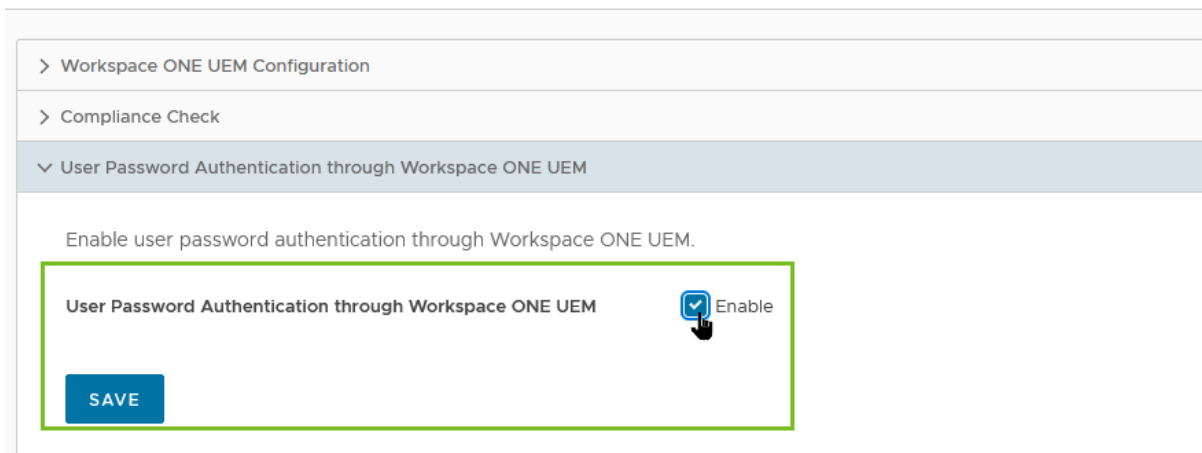 Workspace ONE UEM Configuration
Compliance Check
User Password Authentication through Workspace ONE UEM
Enable user password authentication through Workspace ONE UEM.
User Password Authentication through Workspace ONE UEM Enable
SAVE